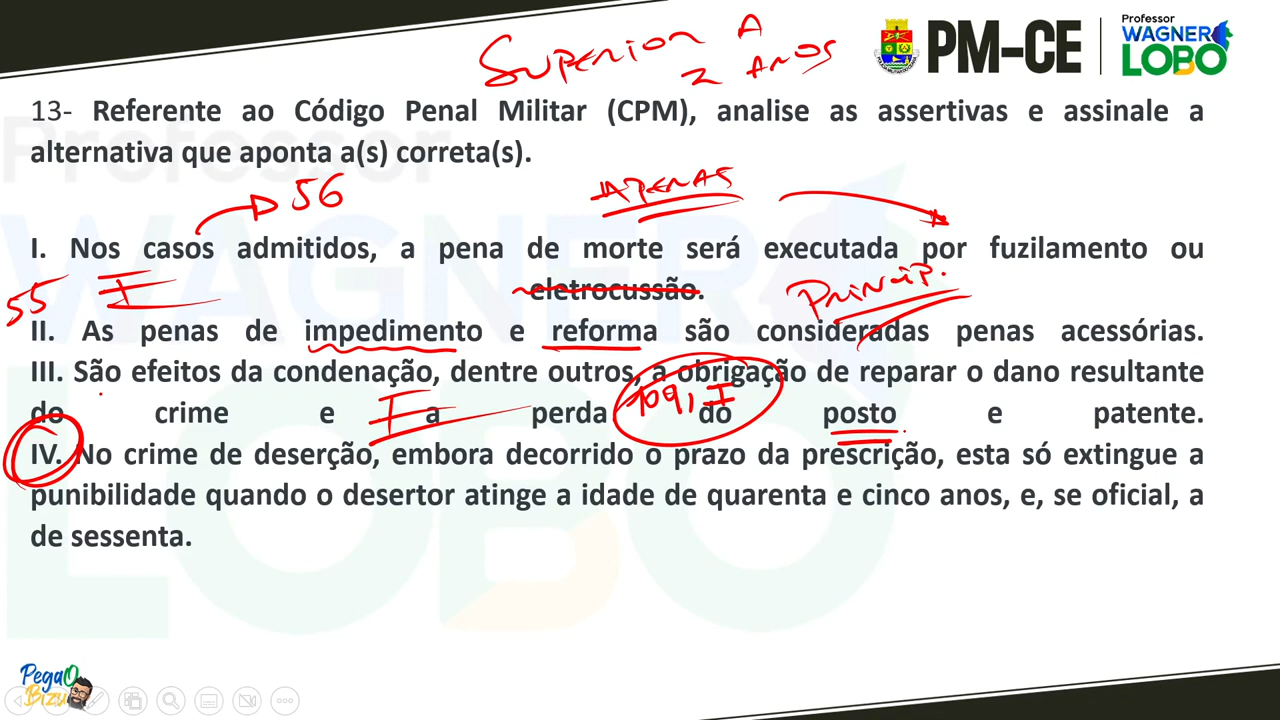 SUPERIOR A
2 ANOS
PM-CE
Professor
WAGNER
LOBO
13- Referente ao Código Penal Militar (CPM), analise as assertivas e assinale a
alternativa que aponta a(s) correta(s).
56
APENAS
I. Nos casos admitidos, a pena de morte será executada por fuzilamento ou
eletrocussão.
55 I
PRINCIP.
II. As penas de impedimento e reforma são consideradas penas acessórias.
III. São efeitos da condenação, dentre outros, a obrigação de reparar o dano resultante
do crime e a perda do posto e patente.
I
109, I
IV. No crime de deserção, embora decorrido o prazo da prescrição, esta só extingue a
punibilidade quando o desertor atinge a idade de quarenta e cinco anos, e, se oficial, a
de sessenta.
Professor
WAGNER
LOBO
PegaO
Bizu